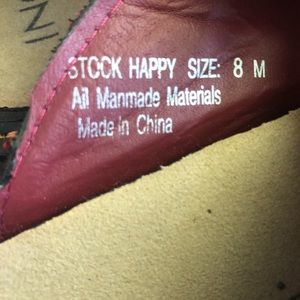 STOCK HAPPY SIZE: 8 M
All Manmade Materials
Made in China